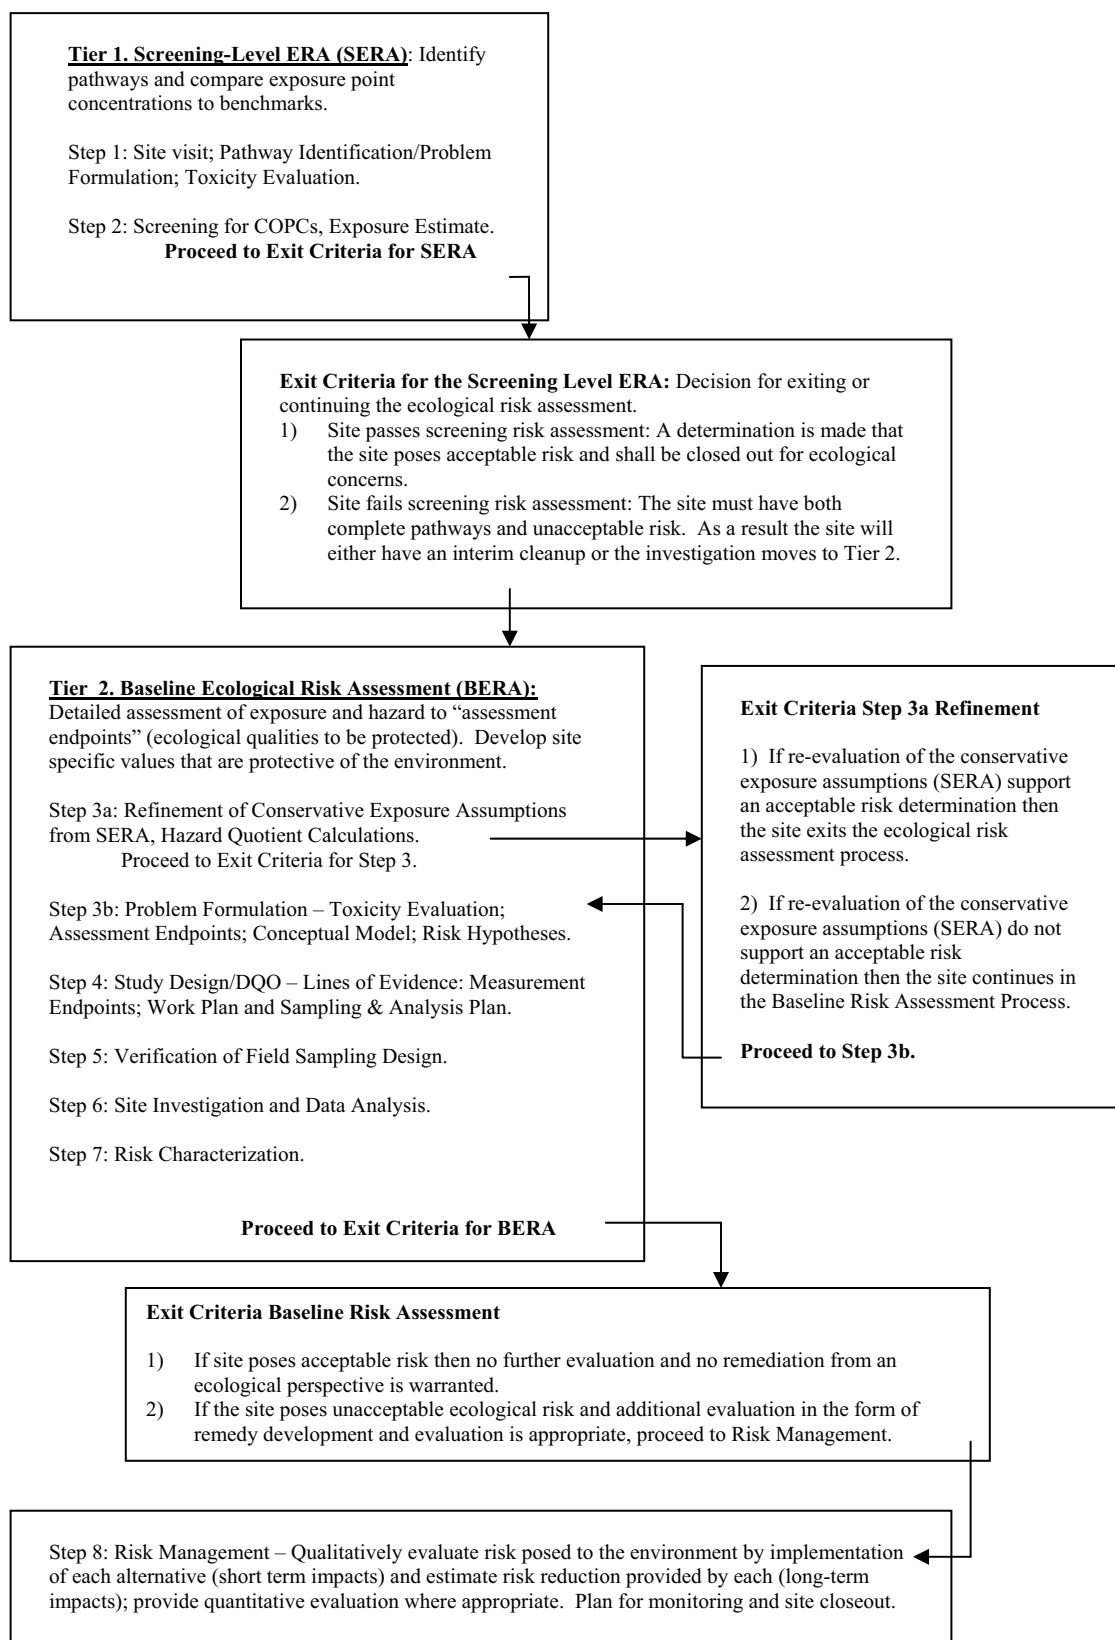 Tier 1. Screening-Level ERA (SERA): Identify
pathways and compare exposure point
concentrations to benchmarks.
Step 1: Site visit; Pathway Identification/Problem
Formulation; Toxicity Evaluation.
Step 2: Screening for COPCs, Exposure Estimate.
Proceed to Exit Criteria for SERA
Exit Criteria for the Screening Level ERA: Decision for exiting or
continuing the ecological risk assessment.
1) Site passes screening risk assessment: A determination is made that
the site poses acceptable risk and shall be closed out for ecological
concerns.
2) Site fails screening risk assessment: The site must have both
complete pathways and unacceptable risk. As a result the site will
either have an interim cleanup or the investigation moves to Tier 2.
Tier 2. Baseline Ecological Risk Assessment (BERA):
Detailed assessment of exposure and hazard to “assessment
endpoints” (ecological qualities to be protected). Develop site
specific values that are protective of the environment.
Step 3a: Refinement of Conservative Exposure Assumptions
from SERA, Hazard Quotient Calculations.
Proceed to Exit Criteria for Step 3.
Step 3b: Problem Formulation – Toxicity Evaluation;
Assessment Endpoints; Conceptual Model; Risk Hypotheses.
Step 4: Study Design/DQO – Lines of Evidence: Measurement
Endpoints; Work Plan and Sampling & Analysis Plan.
Step 5: Verification of Field Sampling Design.
Step 6: Site Investigation and Data Analysis.
Step 7: Risk Characterization.
Proceed to Exit Criteria for BERA
Exit Criteria Step 3a Refinement
1) If re-evaluation of the conservative
exposure assumptions (SERA) support
an acceptable risk determination then
the site exits the ecological risk
assessment process.
2) If re-evaluation of the conservative
exposure assumptions (SERA) do not
support an acceptable risk
determination then the site continues in
the Baseline Risk Assessment Process.
Proceed to Step 3b.
Exit Criteria Baseline Risk Assessment
1) If site poses acceptable risk then no further evaluation and no remediation from an
ecological perspective is warranted.
2) If the site poses unacceptable ecological risk and additional evaluation in the form of
remedy development and evaluation is appropriate, proceed to Risk Management.
Step 8: Risk Management – Qualitatively evaluate risk posed to the environment by implementation
of each alternative (short term impacts) and estimate risk reduction provided by each (long-term
impacts); provide quantitative evaluation where appropriate. Plan for monitoring and site closeout.